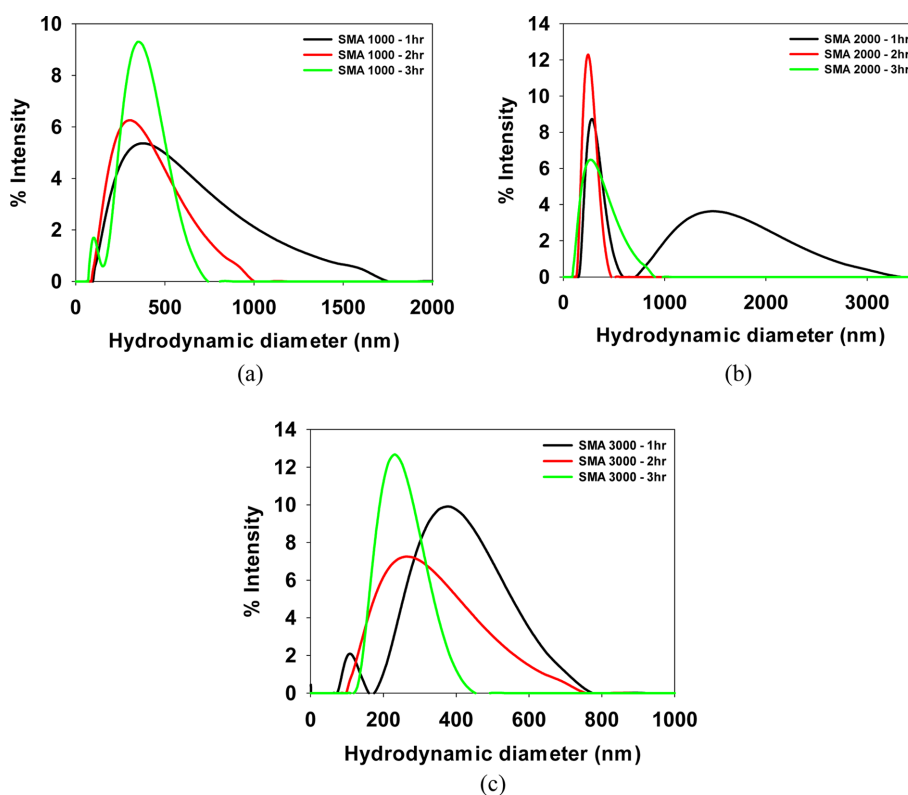 10
8
6
4
2
0
% Intensity
SMA 1000 - 1hr
SMA 1000 - 2hr
SMA 1000 - 3hr
0 500 1000 1500 2000
Hydrodynamic diameter (nm)
(a)
14
12
10
8
6
4
2
0
% Intensity
SMA 2000 - 1hr
SMA 2000 - 2hr
SMA 2000 - 3hr
0 1000 2000 3000
Hydrodynamic diameter (nm)
(b)
14
12
10
8
6
4
2
0
% Intensity
SMA 3000 - 1hr
SMA 3000 - 2hr
SMA 3000 - 3hr
0 200 400 600 800 1000
Hydrodynamic diameter (nm)
(c)